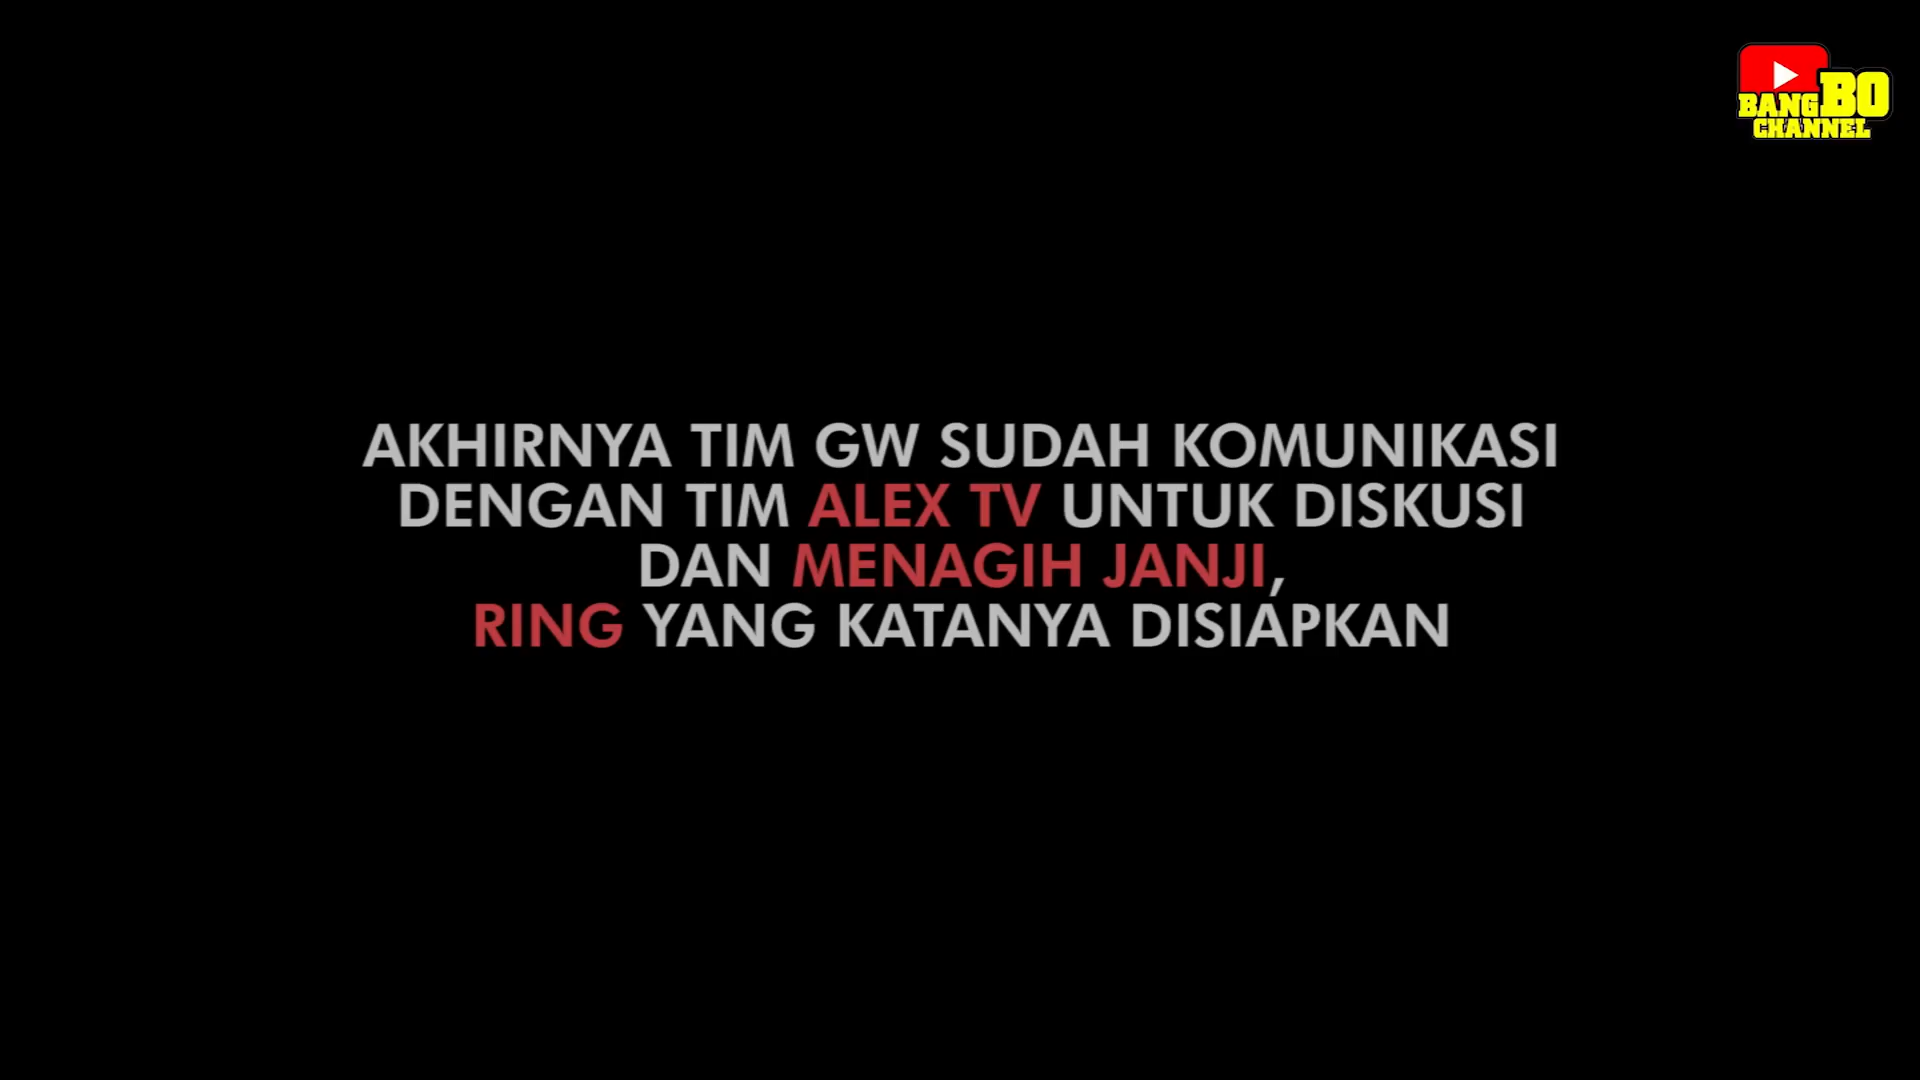 BANG BO
CHANNEL
AKHIRNYA TIM GW SUDAH KOMUNIKASI
DENGAN TIM ALEX TV UNTUK DISKUSI
DAN MENAGIH JANJI,
RING YANG KATANYA DISIAPKAN